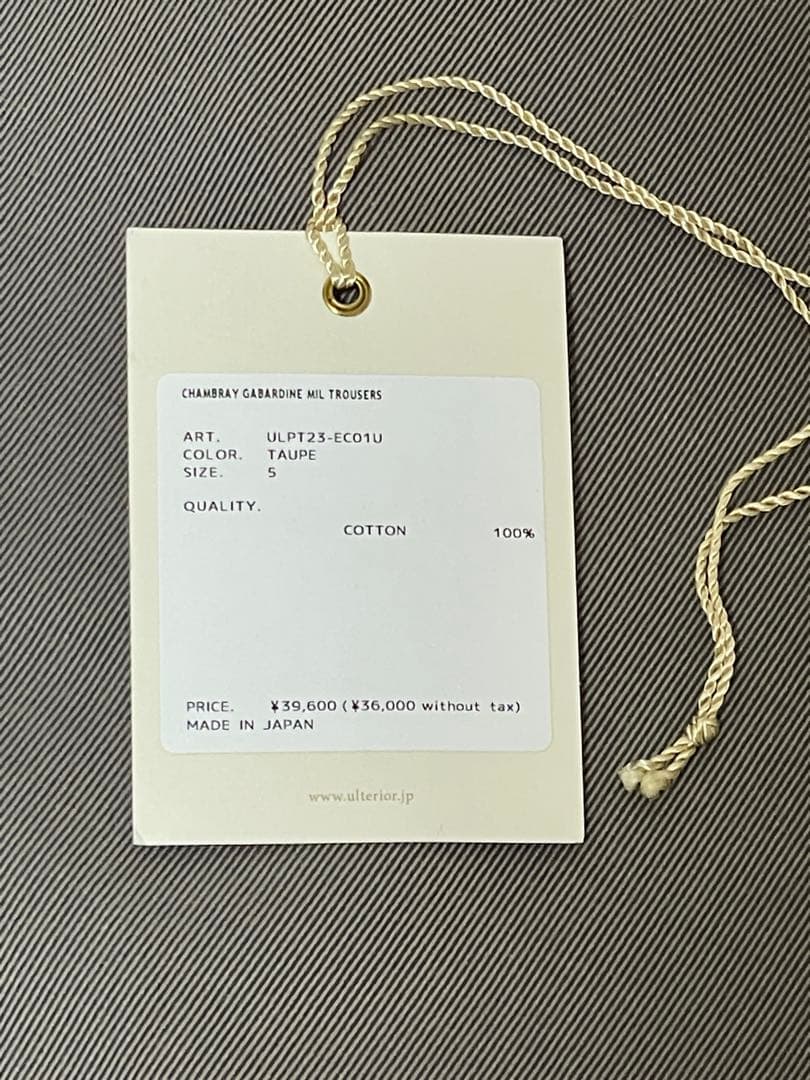 CHAMBRAY GABARDINE MIL TROUSERS
ART. ULPT23-EC01U
COLOR. TAUPE
SIZE. 5
QUALITY.
COTTON 100%
PRICE. ¥39,600 (¥36,000 without tax)
MADE IN JAPAN
www.ulterior.jp